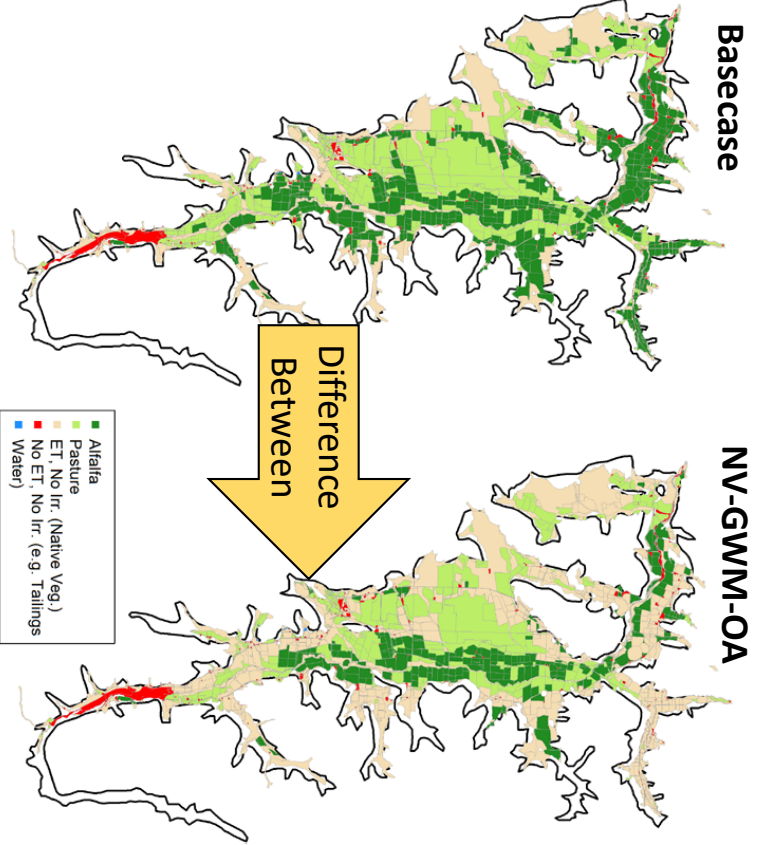 Basecase
NV-GWM-OA
Difference
Between
Alfalfa
Pasture
ET, No Irr. (Native Veg.)
No ET, No Irr. (e.g. Tailings
Water)